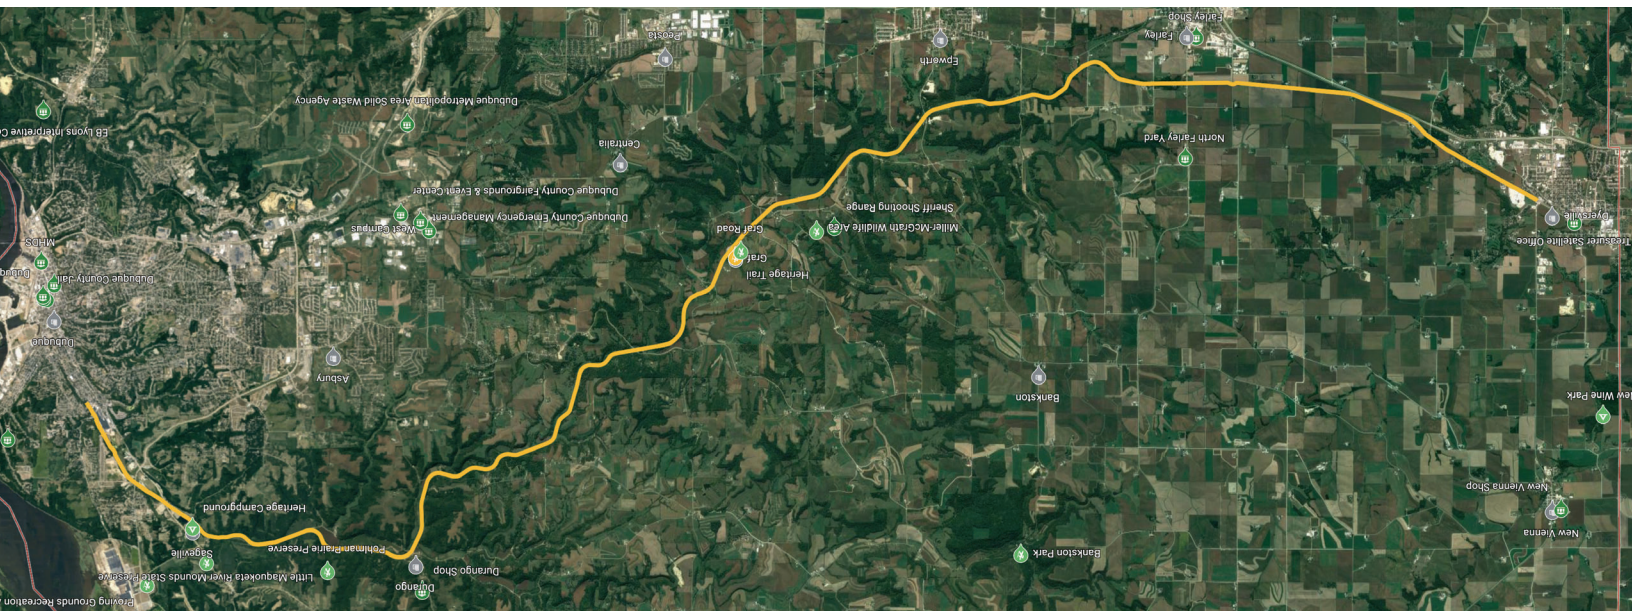 Proving Grounds Recreation
Durango
Little Maquoketa River Mounds State Preserve
Durango Shop
Bankston Park
Sageville
Pohlman Prairie Preserve
New Vienna
Heritage Campground
New Vienna Shop
Bankston
ew Wine Park
Asbury
Dubuque
Dubuque County Jail
Heritage Trail
Dubuq
Graf
MHDS
Treasurer Satellite Office
Graf Road
West Campus
Miller-McGrath Wildlife Area
Dubuque County Emergency Management
Dyersville
Sheriff Shooting Range
Dubuque County Fairgrounds & Event Center
Centralia
North Farley Yard
EB Lyons Interpretive C
Dubuque Metropolitan Area Solid Waste Agency
Epworth
Peosta
Farley
Farley Shop